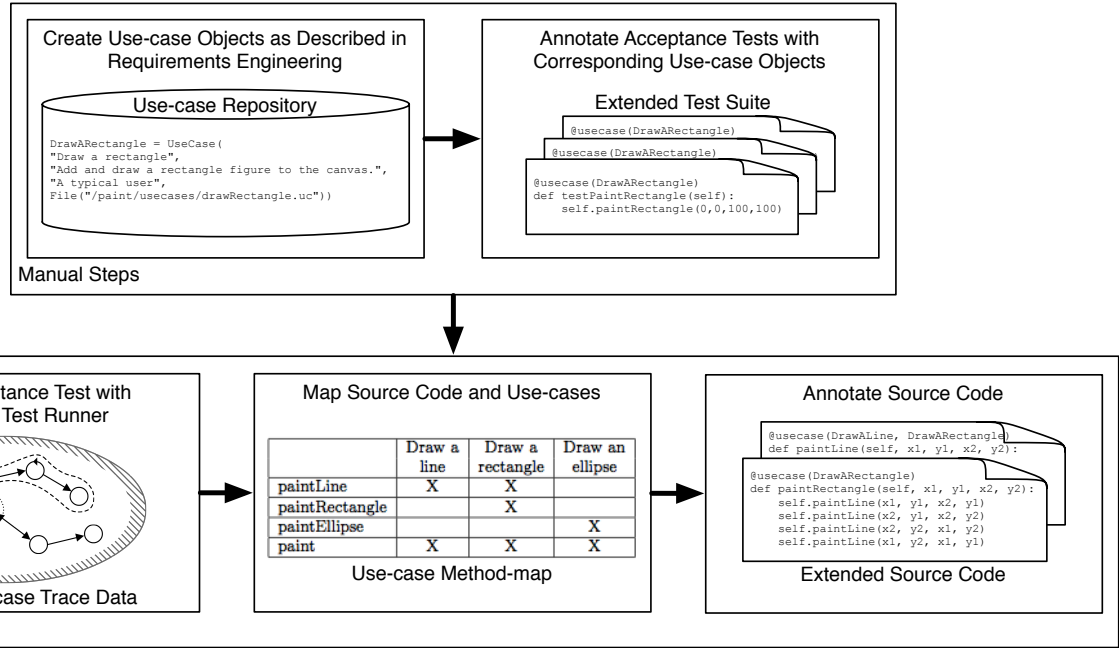 Create Use-case Objects as Described in
Requirements Engineering
Use-case Repository
DrawARectangle = UseCase(
"Draw a rectangle",
"Add and draw a rectangle figure to the canvas.",
"A typical user",
File("/paint/usecases/drawRectangle.uc"))
Annotate Acceptance Tests with
Corresponding Use-case Objects
Extended Test Suite
@usecase(DrawARectangle)
@usecase(DrawARectangle)
@usecase(DrawARectangle)
def testPaintRectangle(self):
self.paintRectangle(0,0,100,100)
Manual Steps
tance Test with
Test Runner
case Trace Data
Map Source Code and Use-cases
Draw a line Draw a rectangle Draw an ellipse
paintLine X X
paintRectangle X
paintEllipse X
paint X X X
Use-case Method-map
Annotate Source Code
@usecase(DrawALine, DrawARectangle)
def paintLine(self, x1, y1, x2, y2):
@usecase(DrawARectangle)
def paintRectangle(self, x1, y1, x2, y2):
self.paintLine(x1, y1, x2, y1)
self.paintLine(x2, y1, x2, y2)
self.paintLine(x2, y2, x1, y2)
self.paintLine(x1, y2, x1, y1)
Extended Source Code